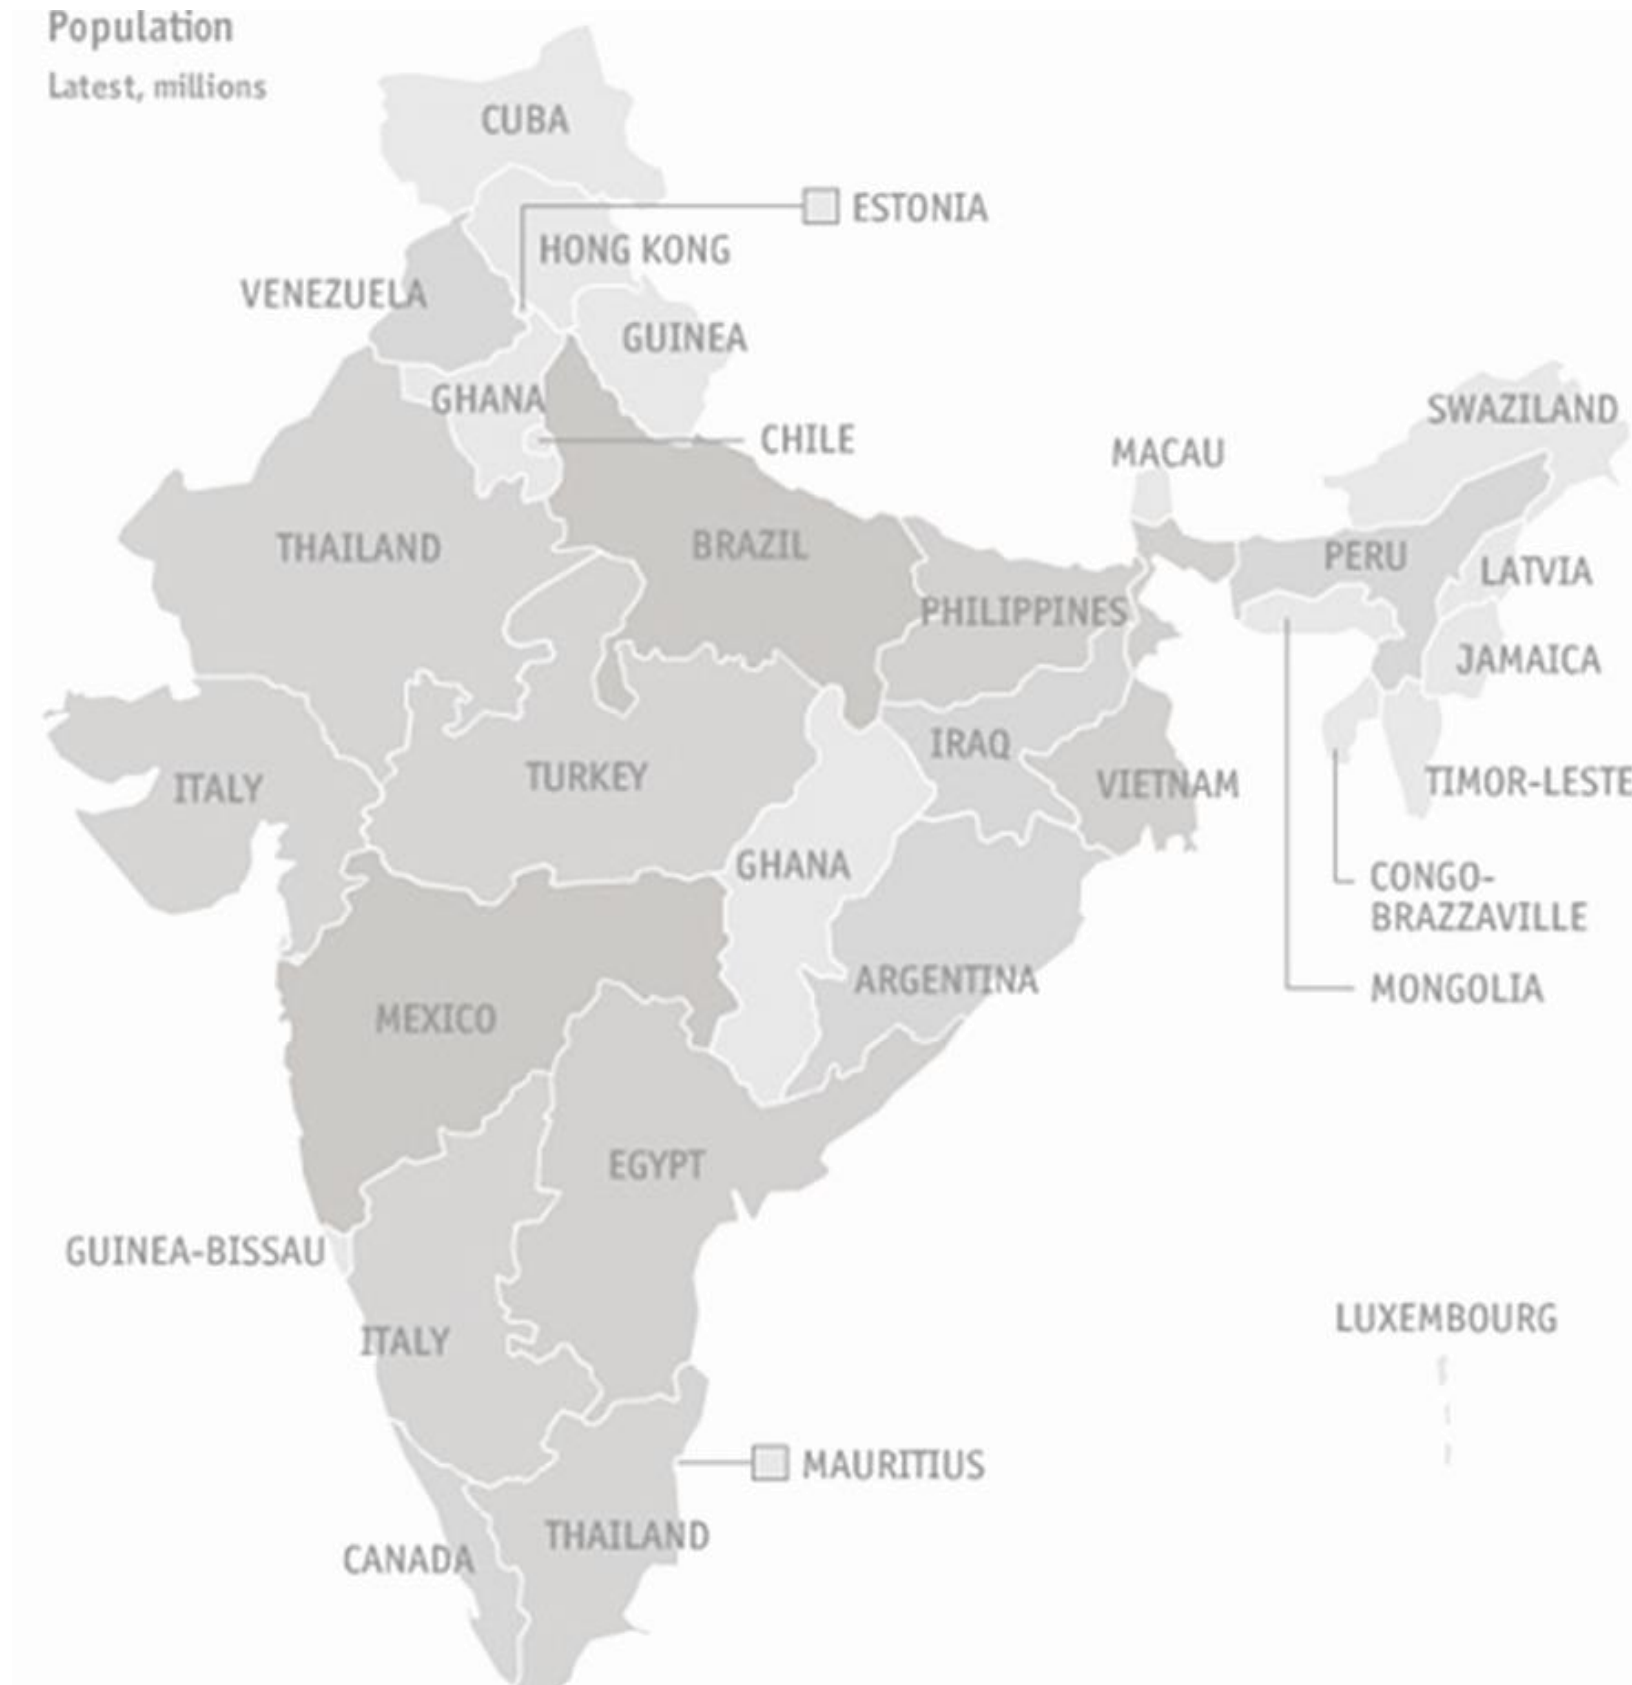 Population
Latest, millions
CUBA
ESTONIA
HONG KONG
VENEZUELA
GUINEA
GHANA
SWAZILAND
CHILE
MACAU
THAILAND
BRAZIL
PERU
LATVIA
PHILIPPINES
JAMAICA
IRAQ
ITALY
TURKEY
VIETNAM
TIMOR-LESTE
GHANA
CONGO-
BRAZZAVILLE
ARGENTINA
MONGOLIA
MEXICO
EGYPT
GUINEA-BISSAU
LUXEMBOURG
ITALY
MAURITIUS
THAILAND
CANADA